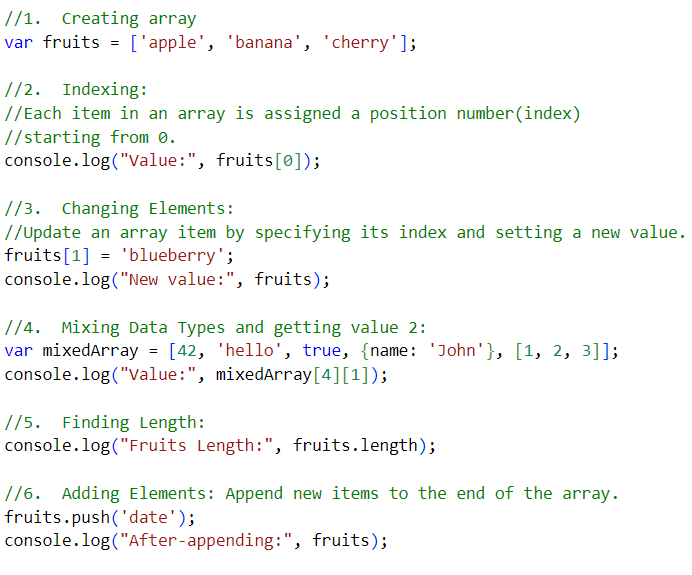 //1.  Creating array
var fruits = ['apple', 'banana', 'cherry'];
//2.  Indexing:
//Each item in an array is assigned a position number(index)
//starting from 0.
console.log("Value:", fruits[0]);
//3.  Changing Elements:
//Update an array item by specifying its index and setting a new value.
fruits[1] = 'blueberry';
console.log("New value:", fruits);
//4.  Mixing Data Types and getting value 2:
var mixedArray = [42, 'hello', true, {name: 'John'}, [1, 2, 3]];
console.log("Value:", mixedArray[4][1]);
//5.  Finding Length:
console.log("Fruits Length:", fruits.length);
//6.  Adding Elements: Append new items to the end of the array.
fruits.push('date');
console.log("After-appending:", fruits);